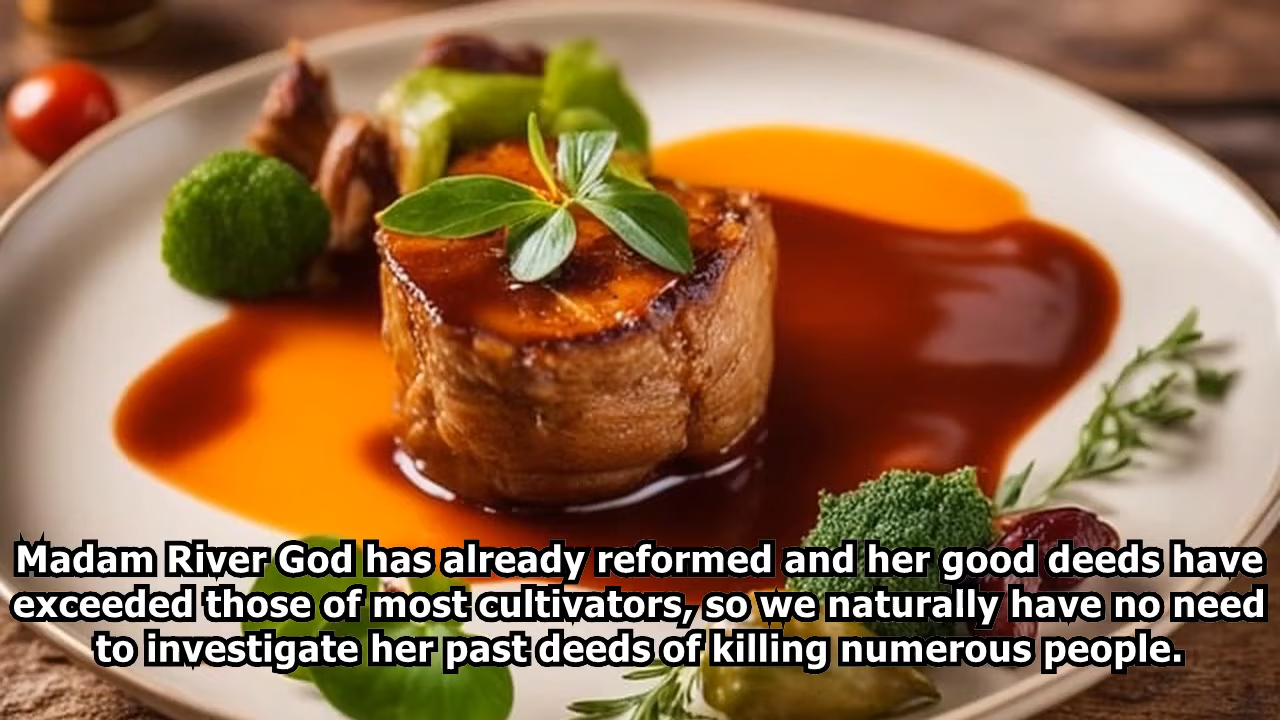 Madam River God has already reformed and her good deeds have
exceeded those of most cultivators, so we naturally have no need
to investigate her past deeds of killing numerous people.